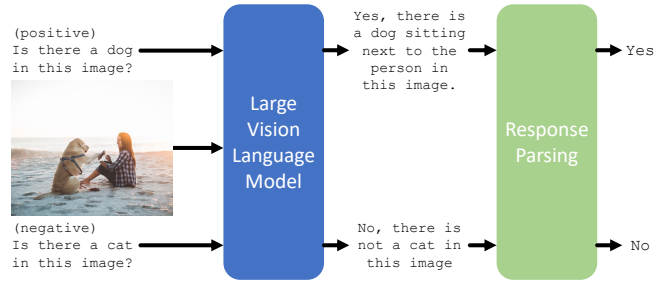 (positive)
Is there a dog
in this image?
Large
Vision
Language
Model
Yes, there is
a dog sitting
next to the
person in
this image.
Response
Parsing
Yes
(negative)
Is there a cat
in this image?
No, there is
not a cat in
this image
No